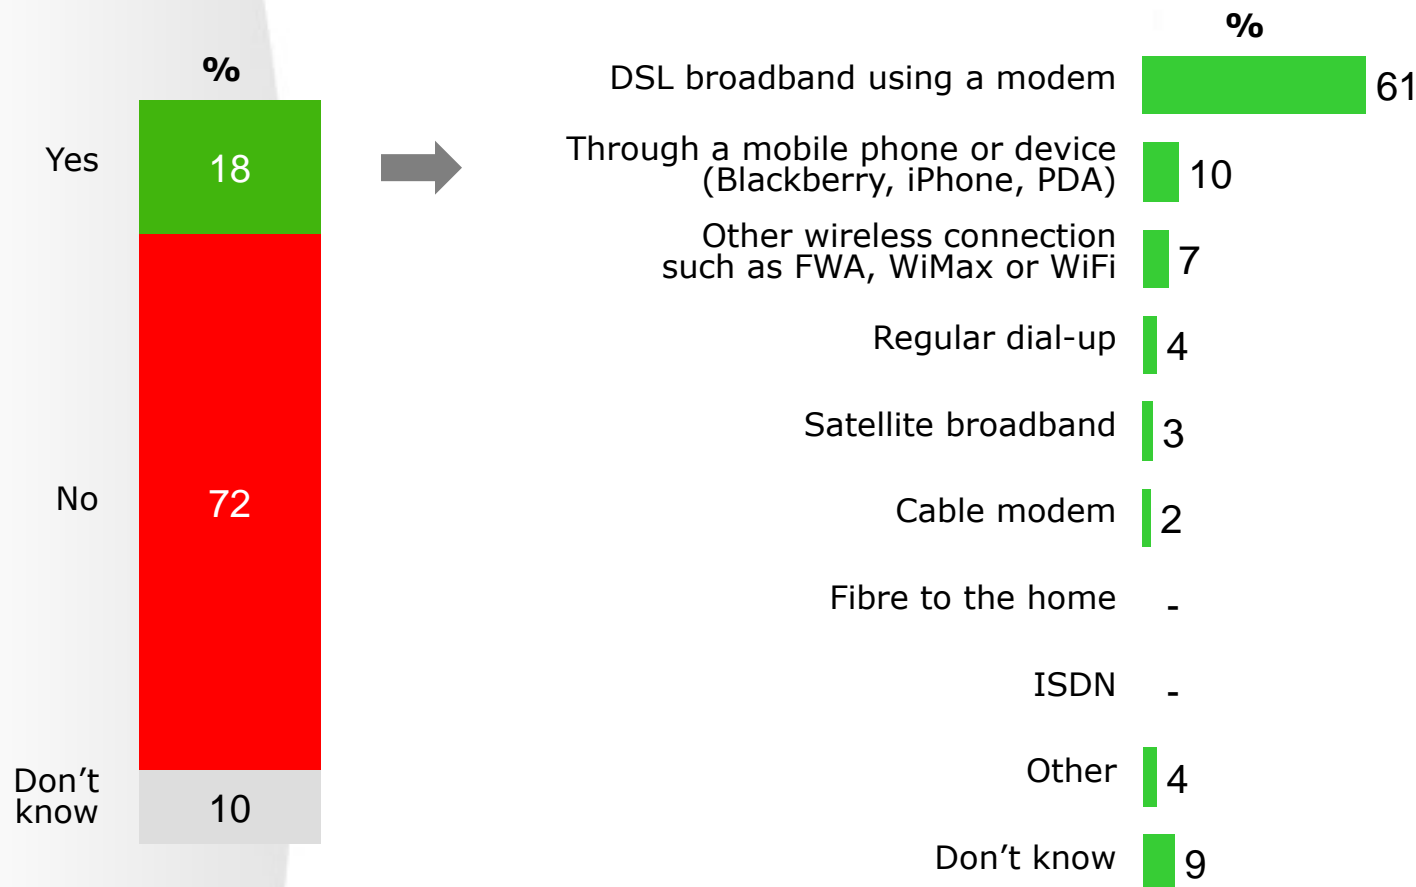 %
Yes
18
No
72
Don’t
know
10
%
DSL broadband using a modem
61
Through a mobile phone or device
(Blackberry, iPhone, PDA)
10
Other wireless connection
such as FWA, WiMax or WiFi
7
Regular dial-up
4
Satellite broadband
3
Cable modem
2
Fibre to the home
-
ISDN
-
Other
4
Don’t know
9